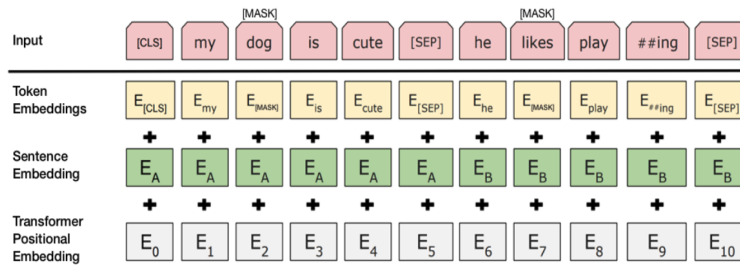 [MASK] [MASK]
Input [CLS] my dog is cute [SEP] he likes play ##ing [SEP]
Token Embeddings E[CLS] Emy E[MASK] Eis Ecute E[SEP] Ehe E[MASK] Eplay E##ing E[SEP]
+ + + + + + + + + + +
Sentence Embedding EA EA EA EA EA EA EB EB EB EB EB
+ + + + + + + + + + +
Transformer Positional Embedding E0 E1 E2 E3 E4 E5 E6 E7 E8 E9 E10